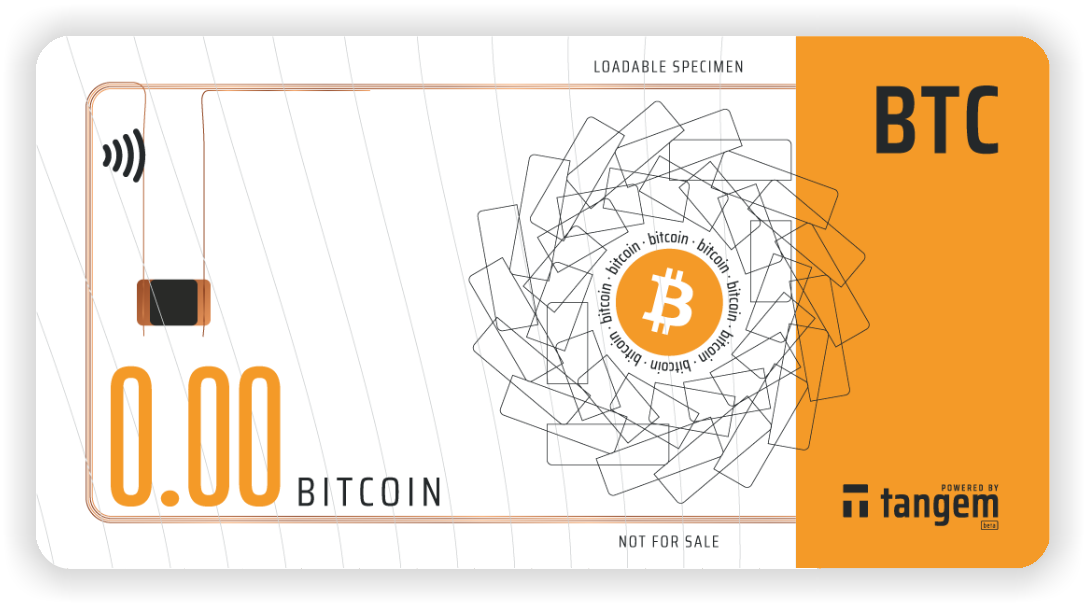 LOADABLE SPECIMEN
BTC
bitcoin · bitcoin · bitcoin · bitcoin · bitcoin · bitcoin · bitcoin · bitcoin ·
0.00 BITCOIN
POWERED BY
tangem
beta
NOT FOR SALE